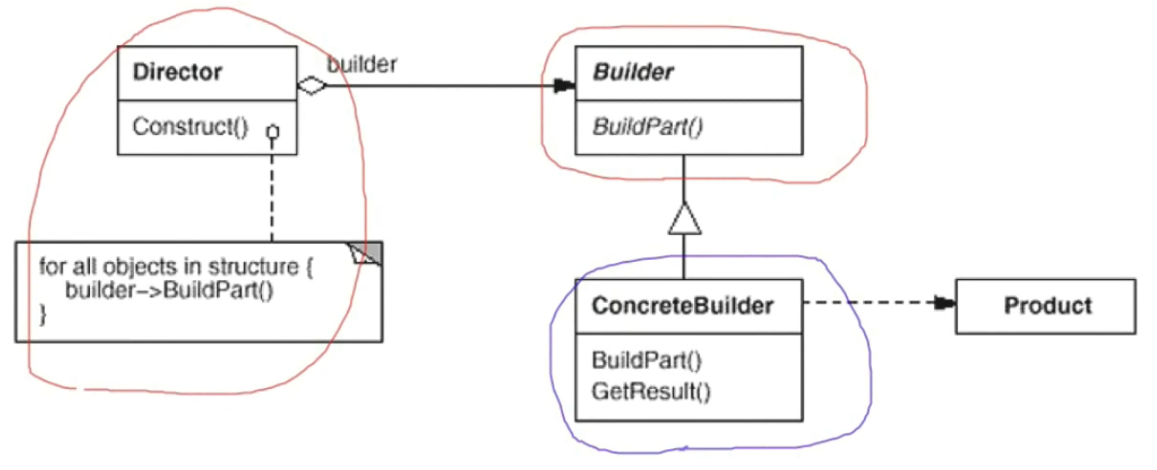 Director
Construct()
builder
Builder
BuildPart()
for all objects in structure {
builder–>BuildPart()
}
ConcreteBuilder
BuildPart()
GetResult()
Product